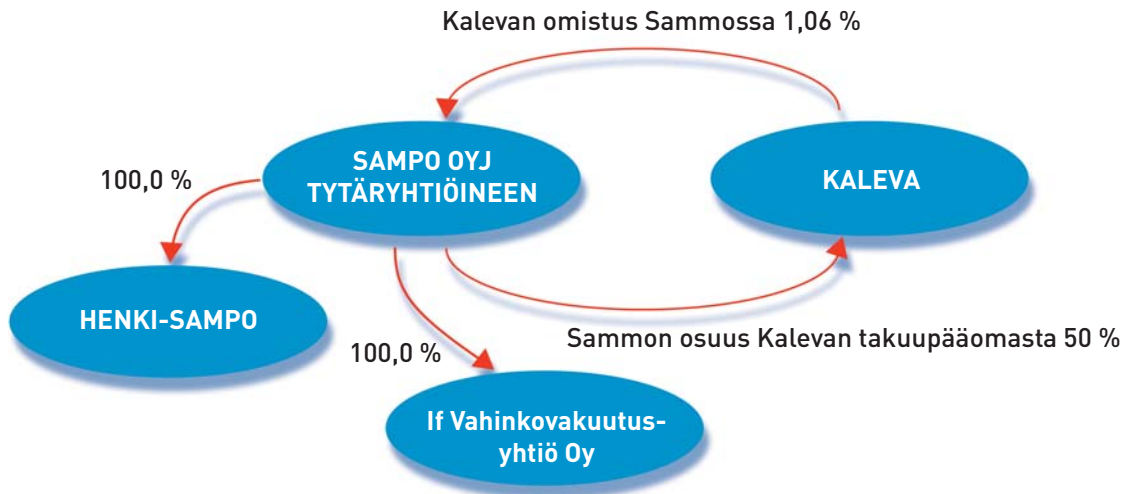 Kalevan omistus Sammossa 1,06 %
SAMPO OYJ
TYTÄRYHTIÖINEEN
KALEVA
100,0 %
HENKI-SAMPO
Sammon osuus Kalevan takuupääomasta 50 %
100,0 %
If Vahinkovakuutus-
yhtiö Oy